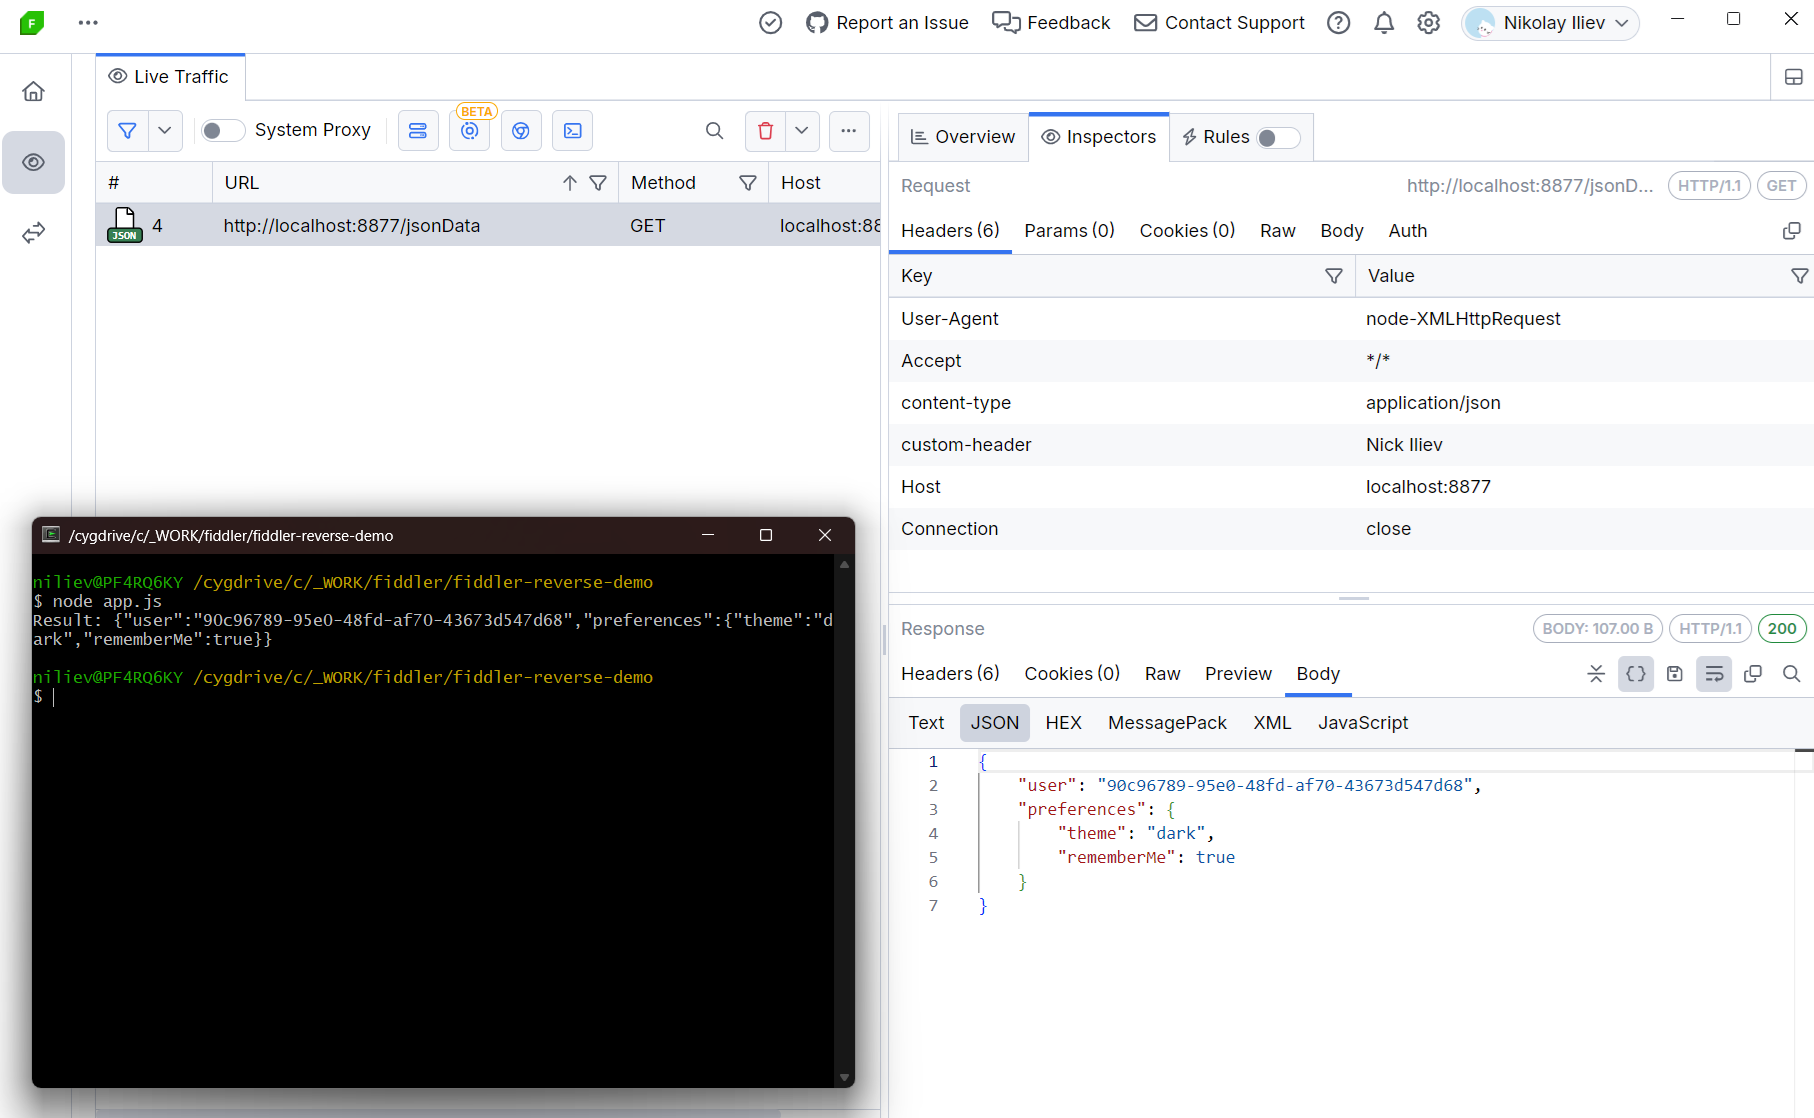 F
Report an Issue
Feedback
Contact Support
Nikolay Iliev
Live Traffic
System Proxy
BETA
# URL Method Host
JSON 4 http://localhost:8877/jsonData GET localhost:88
Overview Inspectors Rules
Request http://localhost:8877/jsonD... HTTP/1.1 GET
Headers (6) Params (0) Cookies (0) Raw Body Auth
Key Value
User-Agent node-XMLHttpRequest
Accept */*
content-type application/json
custom-header Nick Iliev
Host localhost:8877
Connection close
Response BODY: 107.00 B HTTP/1.1 200
Headers (6) Cookies (0) Raw Preview Body
Text JSON HEX MessagePack XML JavaScript
1 {
2 "user": "90c96789-95e0-48fd-af70-43673d547d68",
3 "preferences": {
4 "theme": "dark",
5 "rememberMe": true
6 }
7 }
/cygdrive/c/_WORK/fiddler/fiddler-reverse-demo
niliev@PF4RQ6KY /cygdrive/c/_WORK/fiddler/fiddler-reverse-demo
$ node app.js
Result: {"user":"90c96789-95e0-48fd-af70-43673d547d68","preferences":{"theme":"d
ark","rememberMe":true}}
niliev@PF4RQ6KY /cygdrive/c/_WORK/fiddler/fiddler-reverse-demo
$